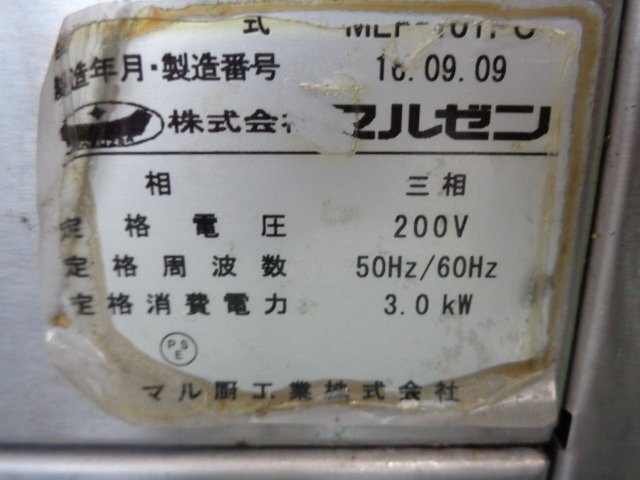 式
製造年月・製造番号 16.09.09
株式会社 マルゼン
相 三相
定格電圧 200V
定格周波数 50Hz/60Hz
定格消費電力 3.0kW
PSE
マル厨工業株式会社